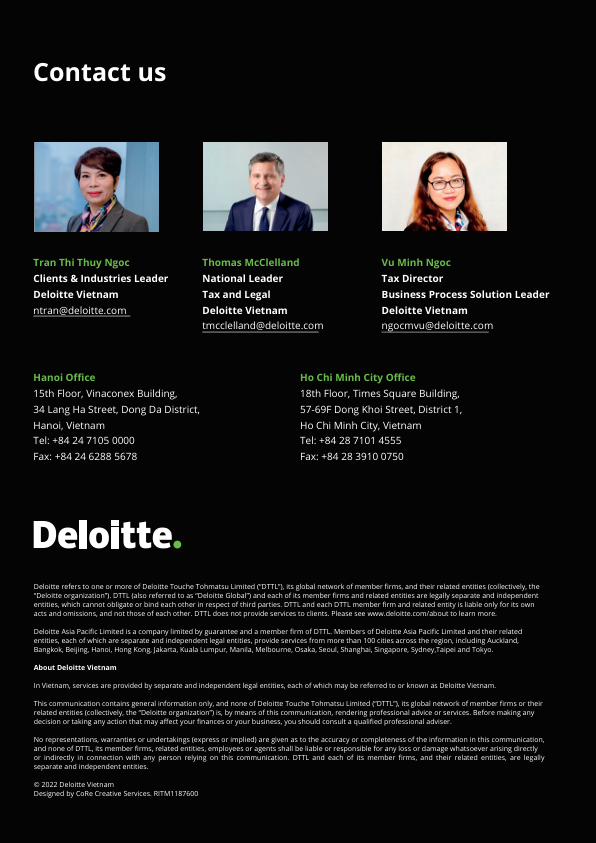 Contact us
Tran Thi Thuy Ngoc
Clients & Industries Leader
Deloitte Vietnam
ntran@deloitte.com
Thomas McClelland
National Leader
Tax and Legal
Deloitte Vietnam
tmcclelland@deloitte.com
Vu Minh Ngoc
Tax Director
Business Process Solution Leader
Deloitte Vietnam
ngocmvu@deloitte.com
Hanoi Office
15th Floor, Vinaconex Building,
34 Lang Ha Street, Dong Da District,
Hanoi, Vietnam
Tel: +84 24 7105 0000
Fax: +84 24 6288 5678
Ho Chi Minh City Office
18th Floor, Times Square Building,
57-69F Dong Khoi Street, District 1,
Ho Chi Minh City, Vietnam
Tel: +84 28 7101 4555
Fax: +84 28 3910 0750
Deloitte.
Deloitte refers to one or more of Deloitte Touche Tohmatsu Limited (“DTTL”), its global network of member firms, and their related entities (collectively, the
“Deloitte organization”). DTTL (also referred to as “Deloitte Global”) and each of its member firms and related entities are legally separate and independent
entities, which cannot obligate or bind each other in respect of third parties. DTTL and each DTTL member firm and related entity is liable only for its own
acts and omissions, and not those of each other. DTTL does not provide services to clients. Please see www.deloitte.com/about to learn more.
Deloitte Asia Pacific Limited is a company limited by guarantee and a member firm of DTTL. Members of Deloitte Asia Pacific Limited and their related
entities, each of which are separate and independent legal entities, provide services from more than 100 cities across the region, including Auckland,
Bangkok, Beijing, Hanoi, Hong Kong, Jakarta, Kuala Lumpur, Manila, Melbourne, Osaka, Seoul, Shanghai, Singapore, Sydney,Taipei and Tokyo.
About Deloitte Vietnam
In Vietnam, services are provided by separate and independent legal entities, each of which may be referred to or known as Deloitte Vietnam.
This communication contains general information only, and none of Deloitte Touche Tohmatsu Limited (“DTTL”), its global network of member firms or their
related entities (collectively, the “Deloitte organization”) is, by means of this communication, rendering professional advice or services. Before making any
decision or taking any action that may affect your finances or your business, you should consult a qualified professional adviser.
No representations, warranties or undertakings (express or implied) are given as to the accuracy or completeness of the information in this communication,
and none of DTTL, its member firms, related entities, employees or agents shall be liable or responsible for any loss or damage whatsoever arising directly
or indirectly in connection with any person relying on this communication. DTTL and each of its member firms, and their related entities, are legally
separate and independent entities.
© 2022 Deloitte Vietnam
Designed by CoRe Creative Services. RITM1187600